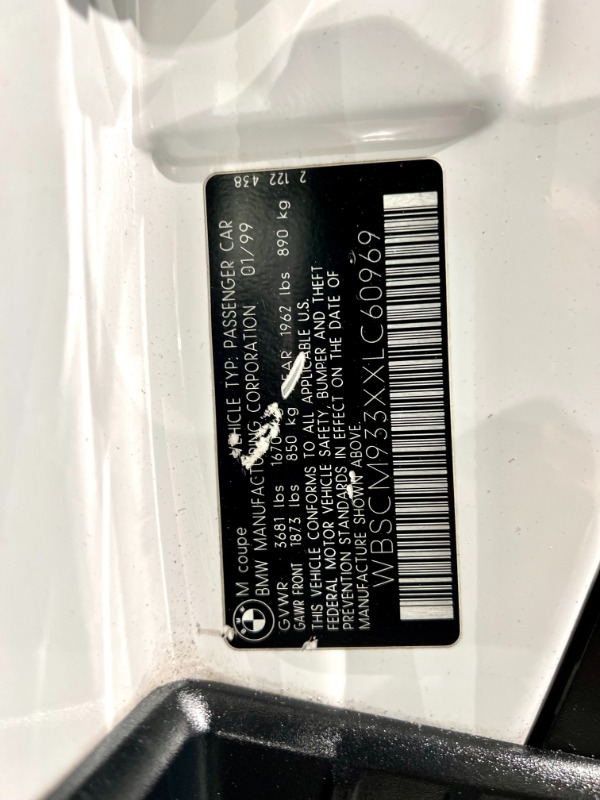 M coupe VEHICLE TYP: PASSENGER CAR
BMW MANUFACTURING CORPORATION 01/99
GVWR 3681 lbs 1670
GAWR FRONT 1873 lbs 850 kg REAR 1962 lbs 890 kg
THIS VEHICLE CONFORMS TO ALL APPLICABLE U.S.
FEDERAL MOTOR VEHICLE SAFETY, BUMPER AND THEFT
PREVENTION STANDARDS IN EFFECT ON THE DATE OF
MANUFACTURE SHOWN ABOVE.
WBSCM933XXLC60969
2 122 438